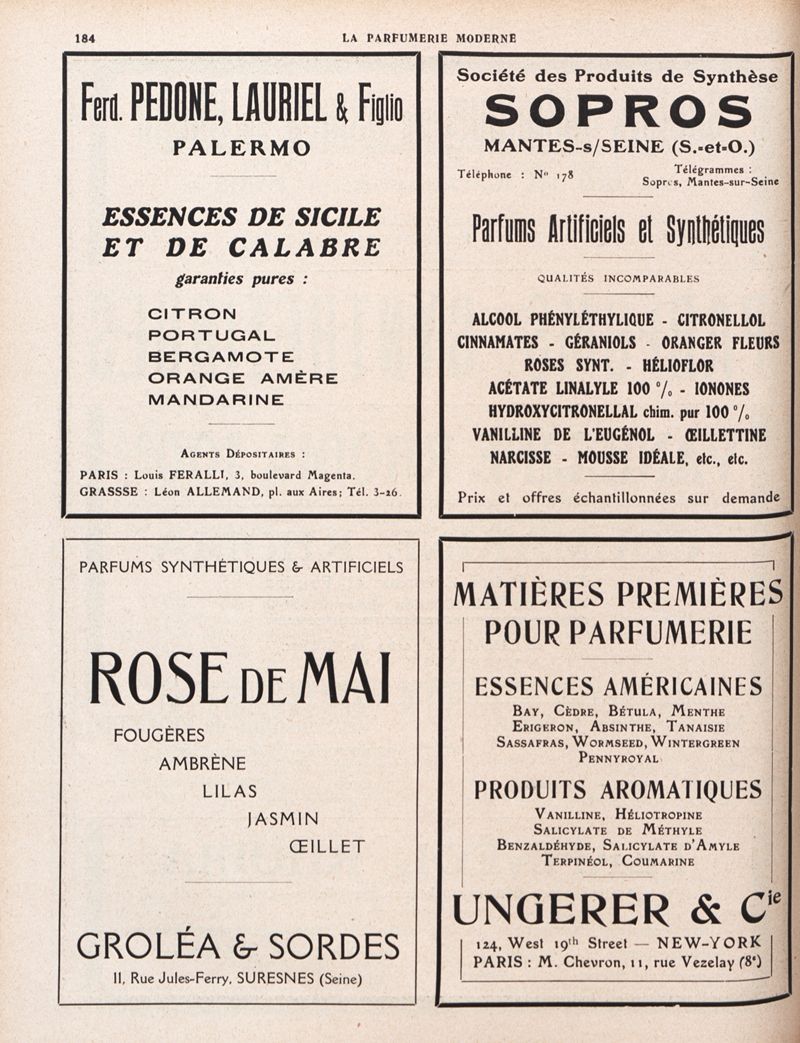 184
LA PARFUMERIE MODERNE
Ferd. PEDONE, LAURIEL & Figlio
PALERMO
ESSENCES DE SICILE
ET DE CALABRE
garanties pures :
CITRON
PORTUGAL
BERGAMOTE
ORANGE AMÈRE
MANDARINE
AGENTS DÉPOSITAIRES :
PARIS : Louis FERALLI, 3, boulevard Magenta.
GRASSSE : Léon ALLEMAND, pl. aux Aires; Tél. 3-26.
Société des Produits de Synthèse
SOPROS
MANTES-s/SEINE (S.-et-O.)
Téléphone : No 178
Télégrammes :
Sopros, Mantes-sur-Seine
Parfums Artificiels et Synthétiques
QUALITÉS INCOMPARABLES
ALCOOL PHÉNYLÉTHYLIQUE - CITRONELLOL
CINNAMATES - GÉRANIOLS - ORANGER FLEURS
ROSES SYNT. - HÉLIOFLOR
ACÉTATE LINALYLE 100 % - IONONES
HYDROXYCITRONELLAL chim. pur 100 %
VANILLINE DE L'EUGÉNOL - ŒILLETTINE
NARCISSE - MOUSSE IDÉALE, etc., etc.
Prix et offres échantillonnées sur demande
PARFUMS SYNTHÉTIQUES & ARTIFICIELS
ROSE DE MAI
FOUGÈRES
AMBRÈNE
LILAS
JASMIN
ŒILLET
GROLÉA & SORDES
11, Rue Jules-Ferry, SURESNES (Seine)
MATIÈRES PREMIÈRES
POUR PARFUMERIE
ESSENCES AMÉRICAINES
BAY, CÈDRE, BÉTULA, MENTHE
ERIGERON, ABSINTHE, TANAISIE
SASSAFRAS, WORMSEED, WINTERGREEN
PENNYROYAL
PRODUITS AROMATIQUES
VANILLINE, HÉLIOTROPINE
SALICYLATE DE MÉTHYLE
BENZALDÉHYDE, SALICYLATE D'AMYLE
TERPINÉOL, COUMARINE
UNGERER & Cie
124, West 19th Street — NEW-YORK
PARIS : M. Chevron, 11, rue Vezelay (8e)